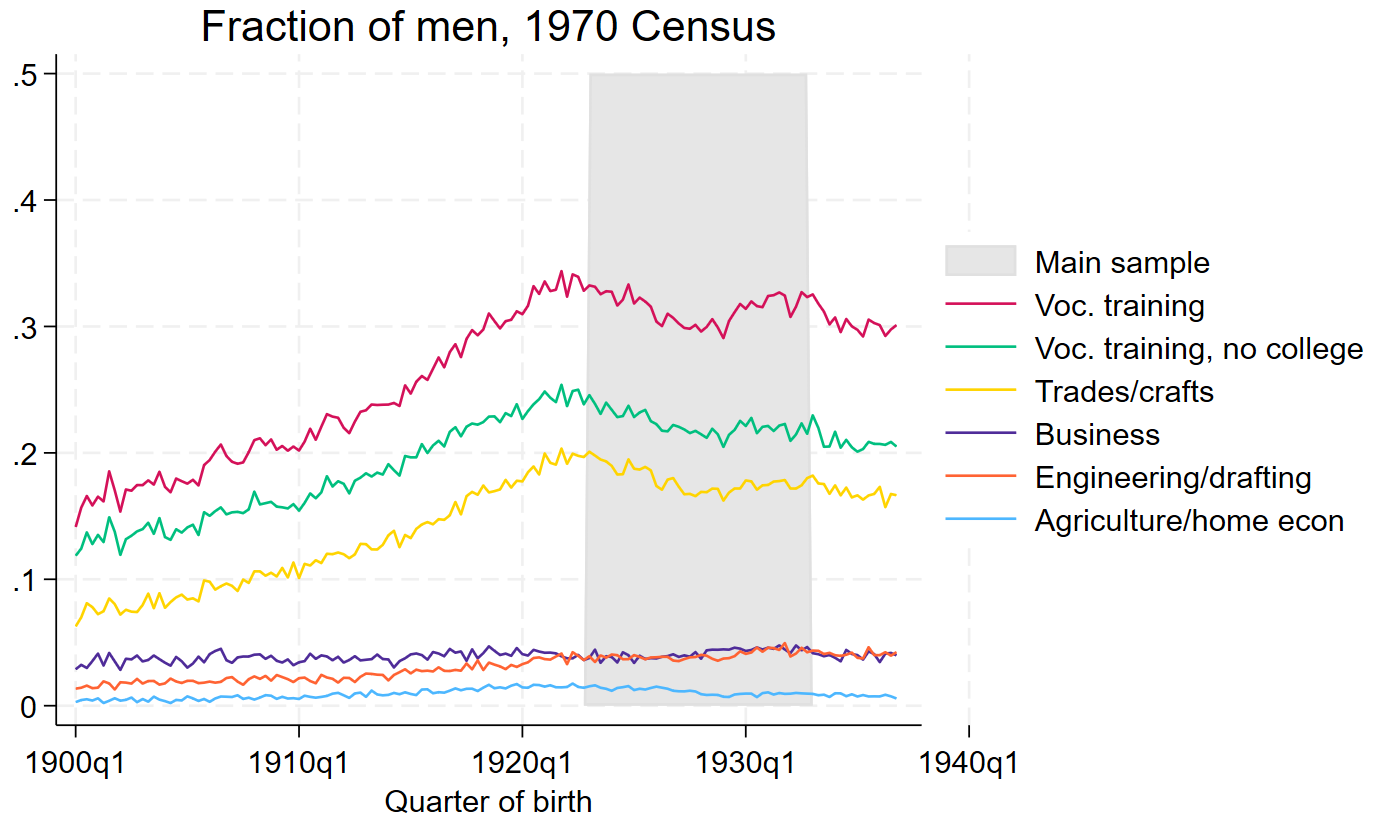 Fraction of men, 1970 Census
.5
.4
.3
.2
.1
0
1900q1 1910q1 1920q1 1930q1 1940q1
Quarter of birth
Main sample
Voc. training
Voc. training, no college
Trades/crafts
Business
Engineering/drafting
Agriculture/home econ